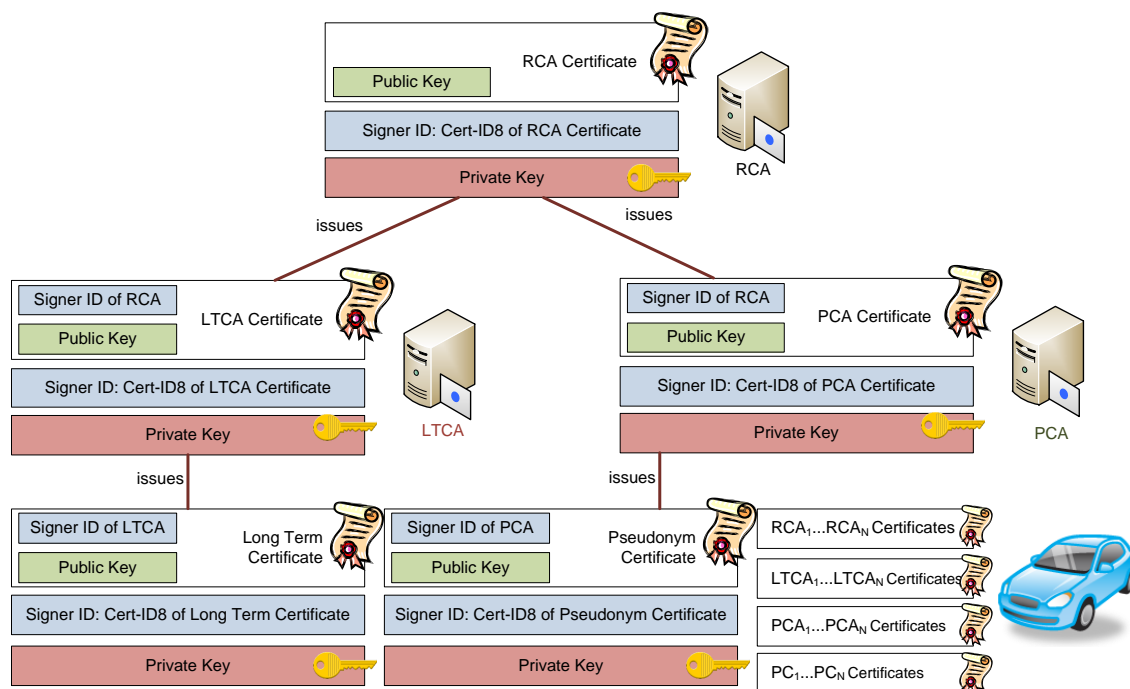 RCA Certificate
Public Key
Signer ID: Cert-ID8 of RCA Certificate
Private Key
RCA
issues
issues
Signer ID of RCA
LTCA Certificate
Public Key
Signer ID: Cert-ID8 of LTCA Certificate
Private Key
LTCA
Signer ID of RCA
PCA Certificate
Public Key
Signer ID: Cert-ID8 of PCA Certificate
Private Key
PCA
issues
issues
Signer ID of LTCA
Long Term
Certificate
Public Key
Signer ID: Cert-ID8 of Long Term Certificate
Private Key
Signer ID of PCA
Pseudonym
Certificate
Public Key
Signer ID: Cert-ID8 of Pseudonym Certificate
Private Key
RCA₁...RCA_N Certificates
LTCA₁...LTCA_N Certificates
PCA₁...PCA_N Certificates
PC₁...PC_N Certificates